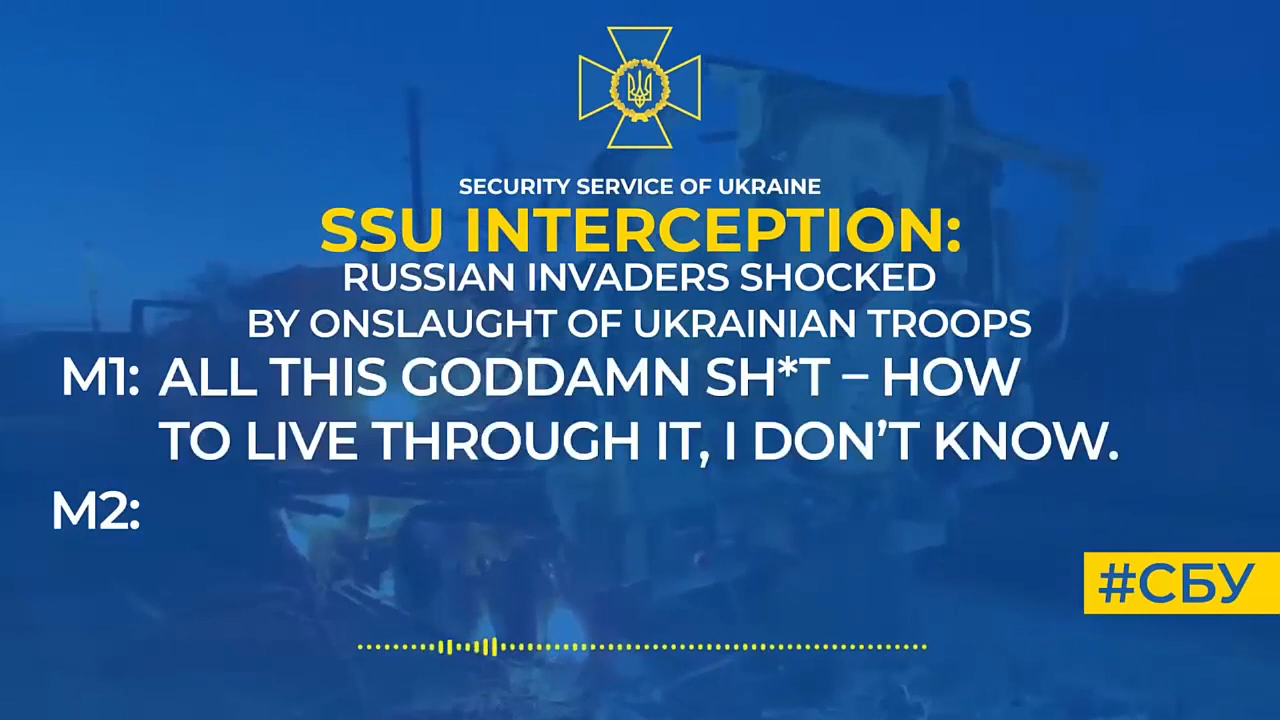 SECURITY SERVICE OF UKRAINE
SSU INTERCEPTION:
RUSSIAN INVADERS SHOCKED
BY ONSLAUGHT OF UKRAINIAN TROOPS
M1: ALL THIS GODDAMN SH*T – HOW
TO LIVE THROUGH IT, I DON’T KNOW.
M2:
#СБУ